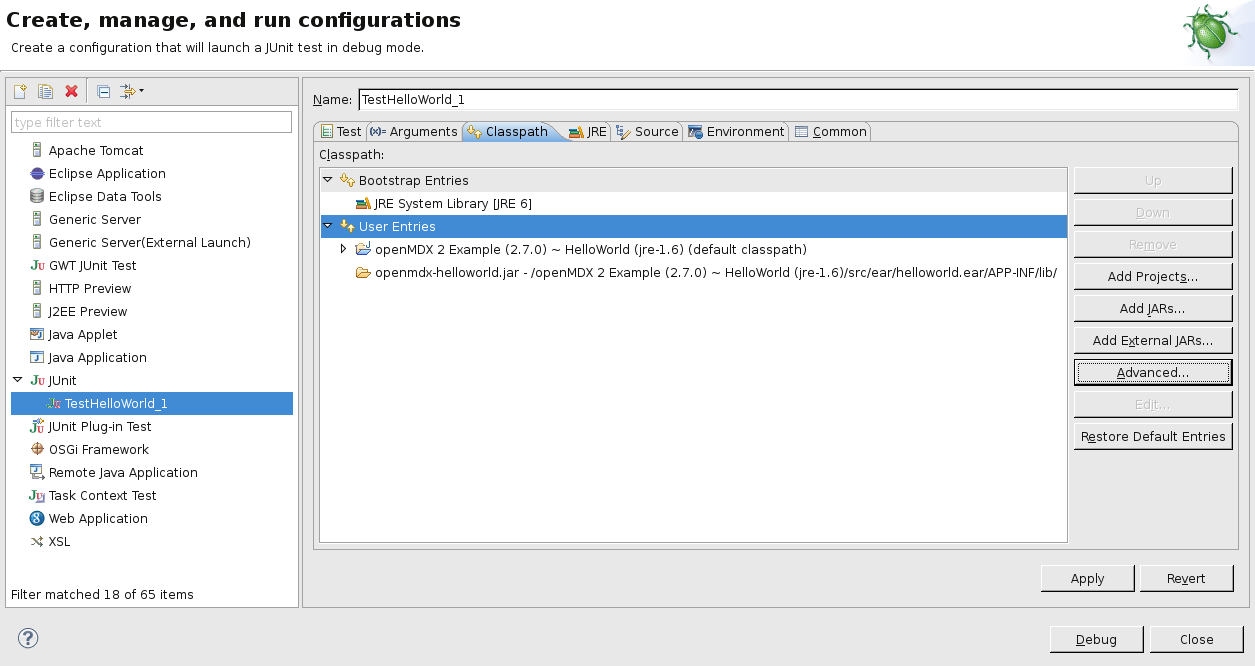 Create, manage, and run configurations
Create a configuration that will launch a JUnit test in debug mode.
type filter text
Apache Tomcat
Eclipse Application
Eclipse Data Tools
Generic Server
Generic Server(External Launch)
GWT JUnit Test
HTTP Preview
J2EE Preview
Java Applet
Java Application
JUnit
TestHelloWorld_1
JUnit Plug-in Test
OSGi Framework
Remote Java Application
Task Context Test
Web Application
XSL
Filter matched 18 of 65 items
Name: TestHelloWorld_1
Test (x)= Arguments Classpath JRE Source Environment Common
Classpath:
Bootstrap Entries
JRE System Library [JRE 6]
User Entries
openMDX 2 Example (2.7.0) ~ HelloWorld (jre-1.6) (default classpath)
openmdx-helloworld.jar - /openMDX 2 Example (2.7.0) ~ HelloWorld (jre-1.6)/src/ear/helloworld.ear/APP-INF/lib/
Up
Down
Remove
Add Projects...
Add JARs...
Add External JARs...
Advanced...
Edit...
Restore Default Entries
Apply Revert
Debug Close